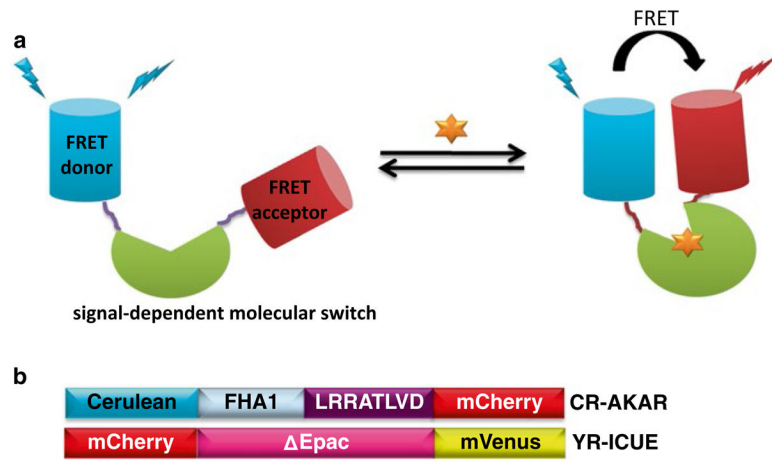 a
FRET
FRET
donor
FRET
acceptor
signal-dependent molecular switch
b
Cerulean FHA1 LRRATLVD mCherry CR-AKAR
mCherry ΔEpac mVenus YR-ICUE